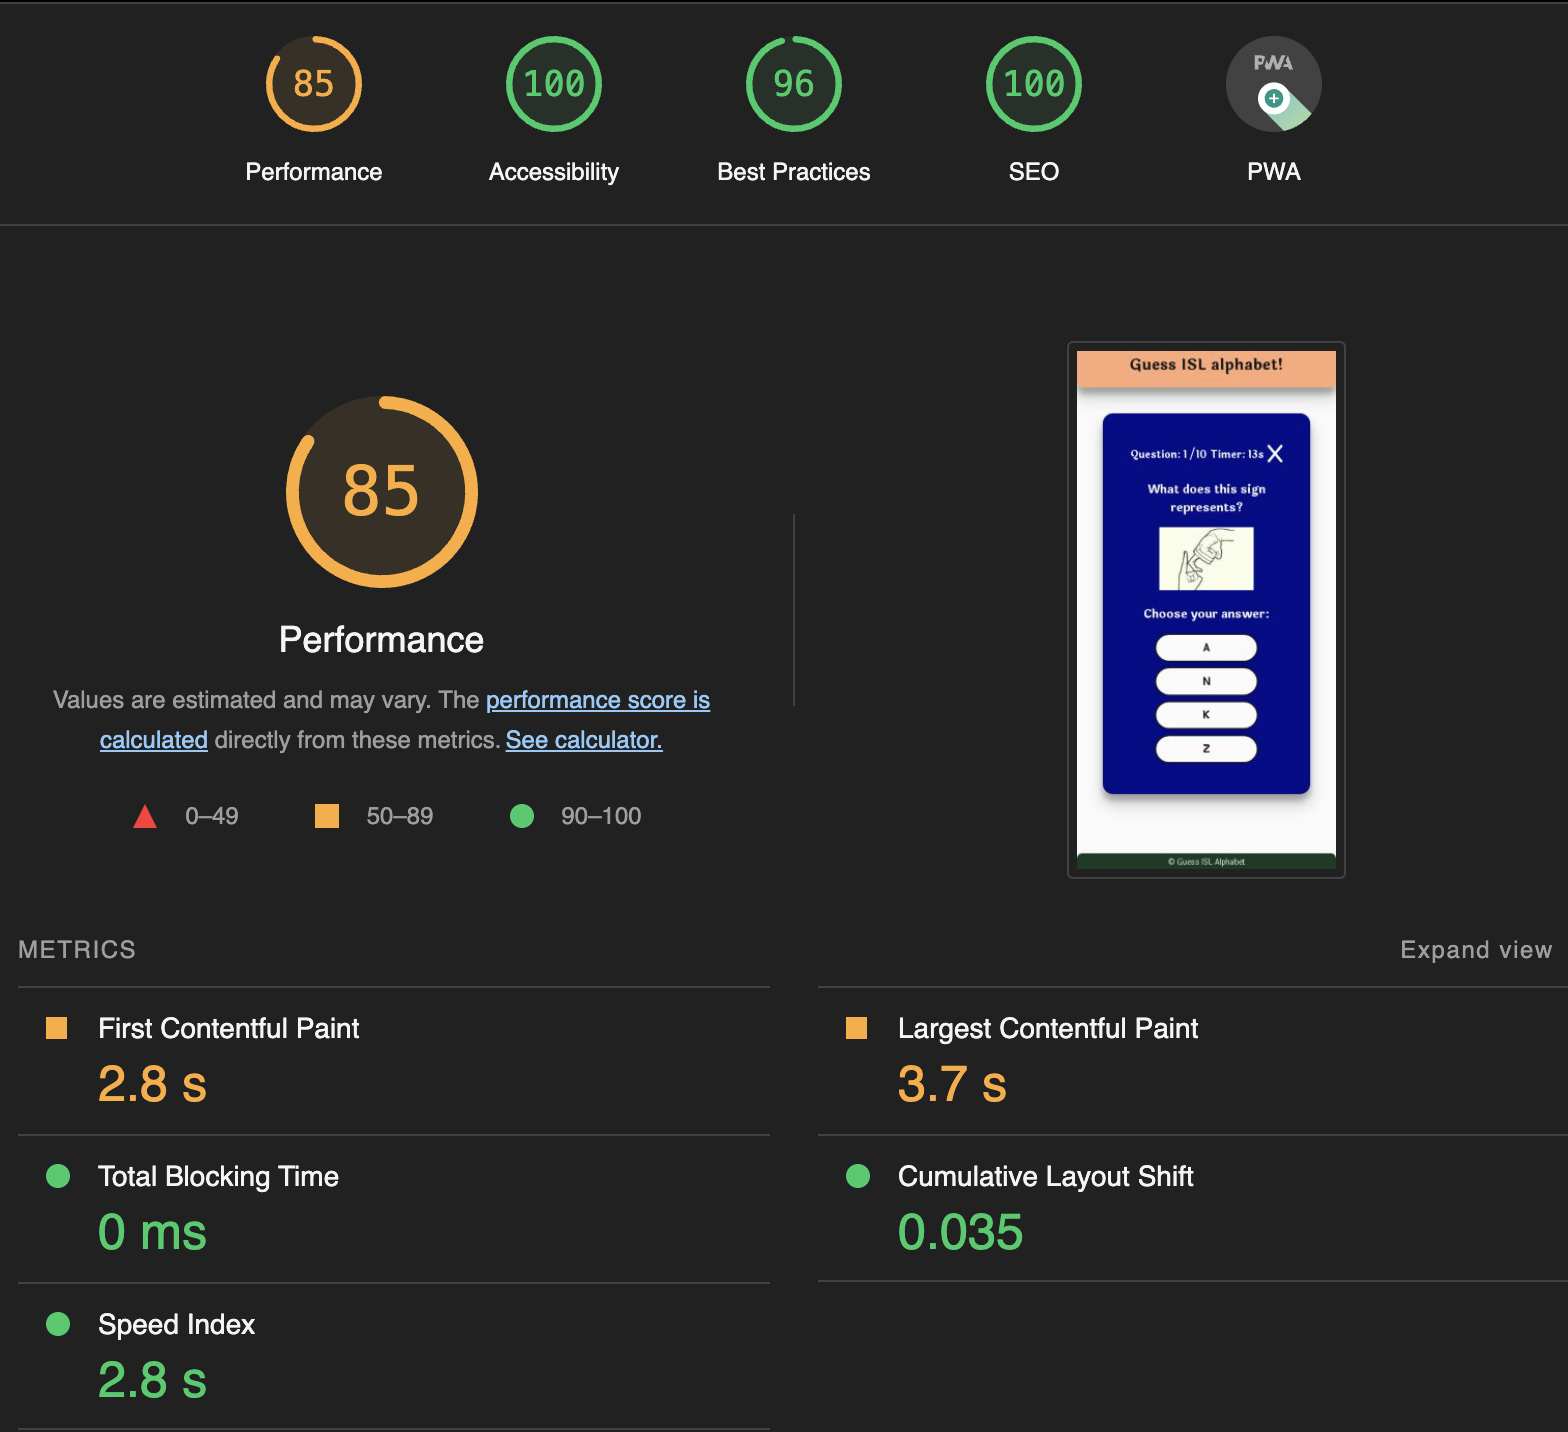 85
100
96
100
PWA
Performance
Accessibility
Best Practices
SEO
PWA
85
Performance
Values are estimated and may vary. The performance score is
calculated directly from these metrics. See calculator.
0–49
50–89
90–100
Guess ISL alphabet!
Question: 1/10 Timer: 13s
What does this sign
represents?
Choose your answer:
A
N
K
Z
© Guess ISL Alphabet
METRICS
Expand view
First Contentful Paint
2.8 s
Largest Contentful Paint
3.7 s
Total Blocking Time
0 ms
Cumulative Layout Shift
0.035
Speed Index
2.8 s